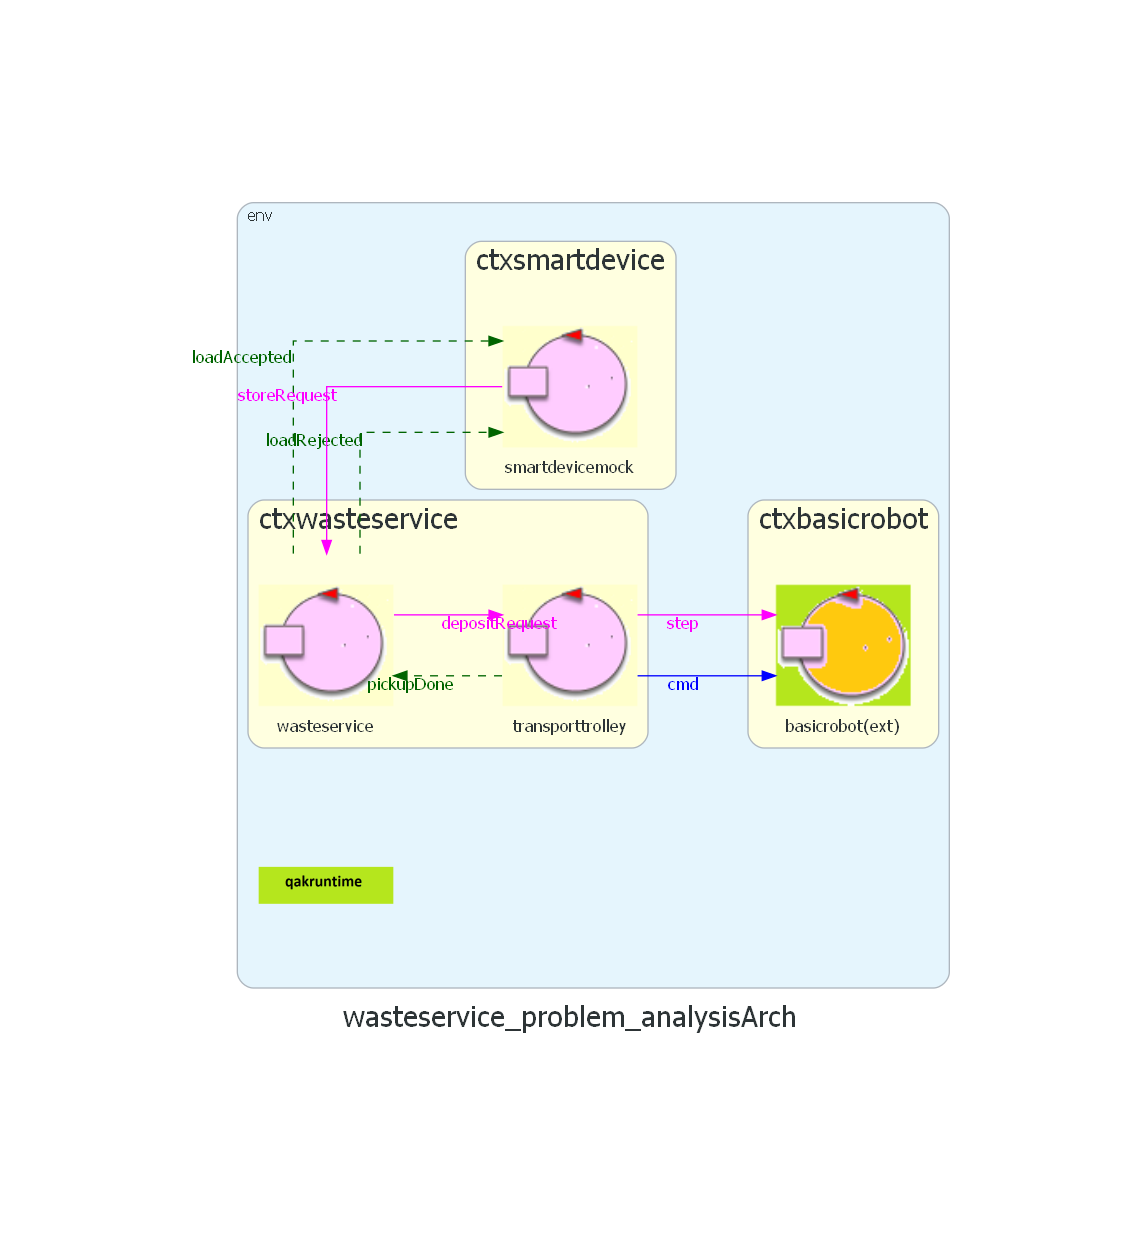 env
ctxsmartdevice
loadAccepted
storeRequest
loadRejected
smartdevicemock
ctxwasteservice
ctxbasicrobot
depositRequest
step
pickupDone
cmd
wasteservice
transporttrolley
basicrobot(ext)
qakruntime
wasteservice_problem_analysisArch